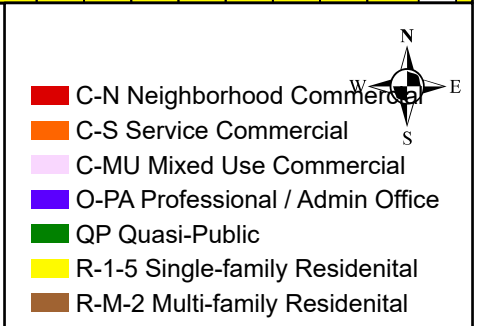 N
W E
S
C-N Neighborhood Commercial
C-S Service Commercial
C-MU Mixed Use Commercial
O-PA Professional / Admin Office
QP Quasi-Public
R-1-5 Single-family Residenital
R-M-2 Multi-family Residenital